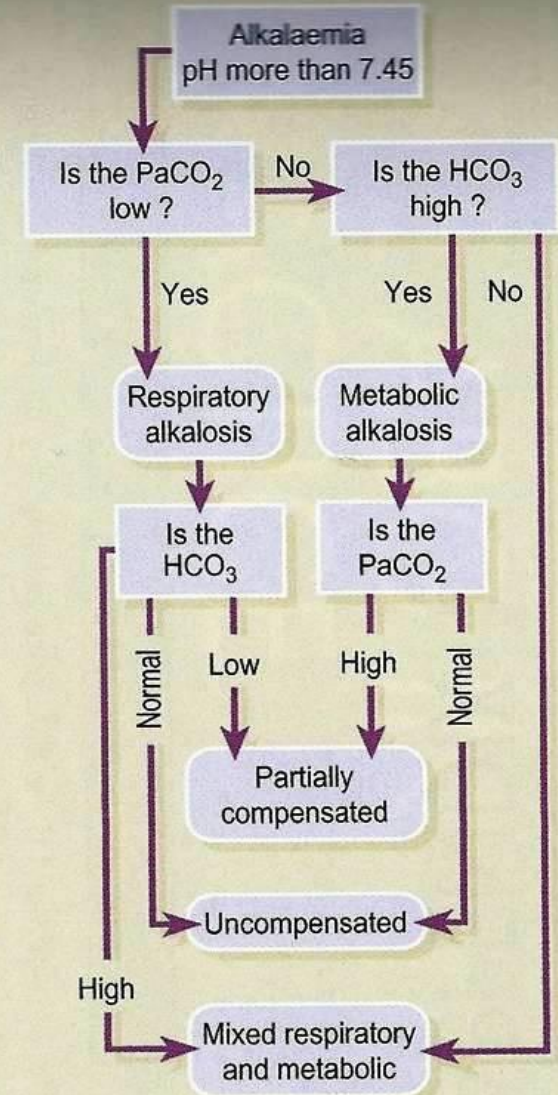 Alkalaemia
pH more than 7.45
Is the PaCO₂
low ?
No
Is the HCO₃
high ?
Yes
Yes
No
Respiratory
alkalosis
Metabolic
alkalosis
Is the
HCO₃
Is the
PaCO₂
Normal
Low
High
Normal
Partially
compensated
Uncompensated
High
Mixed respiratory
and metabolic